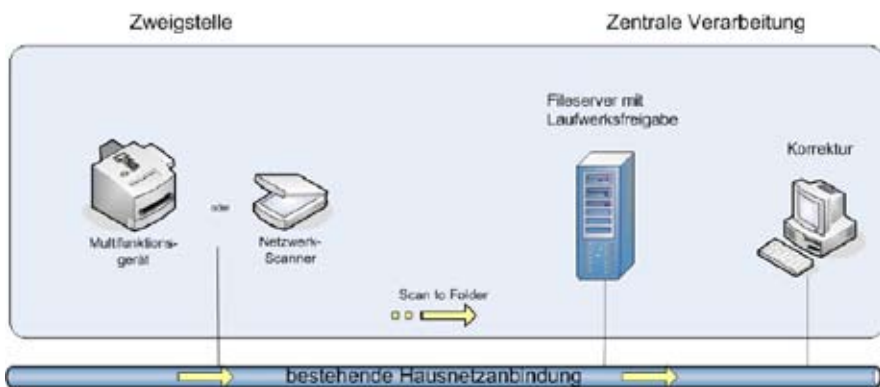 Zweigstelle
Zentrale Verarbeitung
Fileserver mit
Laufwerksfreigabe
Korrektur
oder
Multifunktions-
gerät
Netzwerk-
Scanner
Scan to Folder
bestehende Hausnetzanbindung